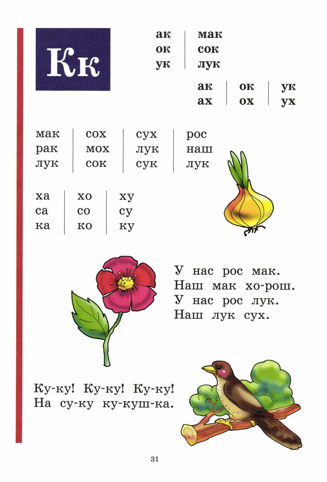 Кк
ак мак
ок сок
ук лук
ак ок ук
ах ох ух
мак сох сух рос
рак мох лук наш
лук сок сук лук
ха хо ху
са со су
ка ко ку
У нас рос мак.
Наш мак хо-рош.
У нас рос лук.
Наш лук сух.
Ку-ку! Ку-ку! Ку-ку!
На су-ку ку-куш-ка.
31